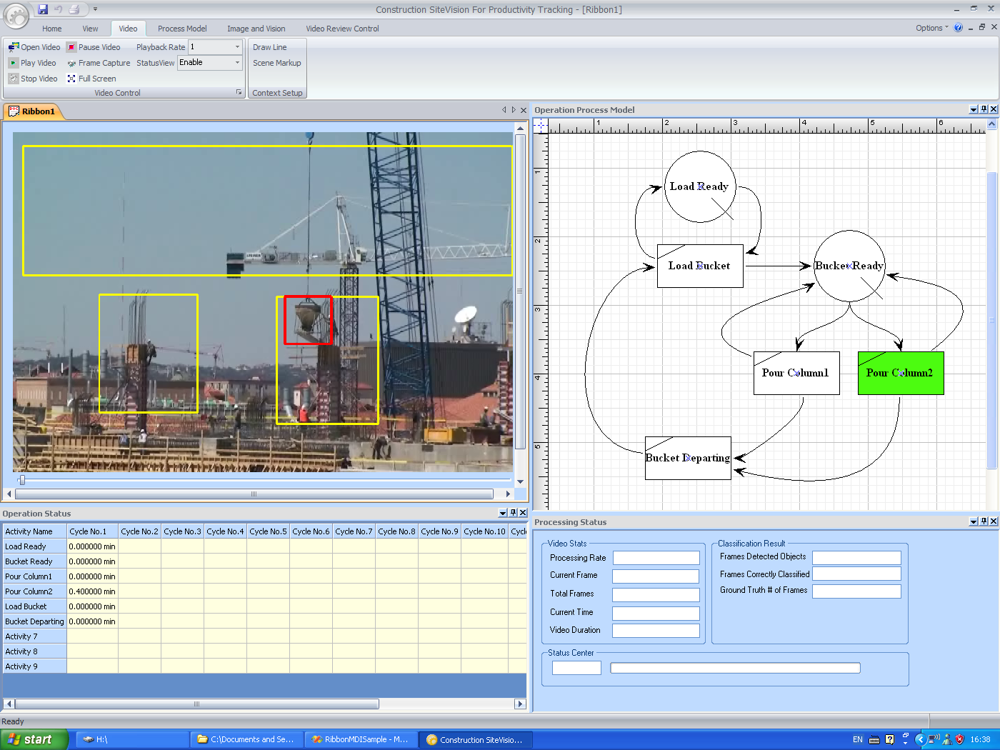 Construction SiteVision For Productivity Tracking - [Ribbon1]
Home View Video Process Model Image and Vision Video Review Control Options
Open Video Pause Video Playback Rate 1 Draw Line
Play Video Frame Capture StatusView Enable Scene Markup
Stop Video Full Screen
Video Control Context Setup
Ribbon1
Operation Process Model
1 2 3 4 5 6
1
2
3
4
5
Load Ready
Load Bucket
Bucket Ready
Pour Column1
Pour Column2
Bucket Departing
Operation Status
Activity Name Cycle No.1 Cycle No.2 Cycle No.3 Cycle No.4 Cycle No.5 Cycle No.6 Cycle No.7 Cycle No.8 Cycle No.9 Cycle No.10 Cycl
Load Ready 0.000000 min
Bucket Ready 0.000000 min
Pour Column1 0.000000 min
Pour Column2 0.400000 min
Load Bucket 0.000000 min
Bucket Departing 0.000000 min
Activity 7
Activity 8
Activity 9
Processing Status
Video Stats
Processing Rate
Current Frame
Total Frames
Current Time
Video Duration
Classification Result
Frames Detected Objects
Frames Correctly Classified
Ground Truth # of Frames
Status Center
Ready
start H:\ C:\Documents and Se... RibbonMDISample - M... Construction SiteVisio... EN 16:38